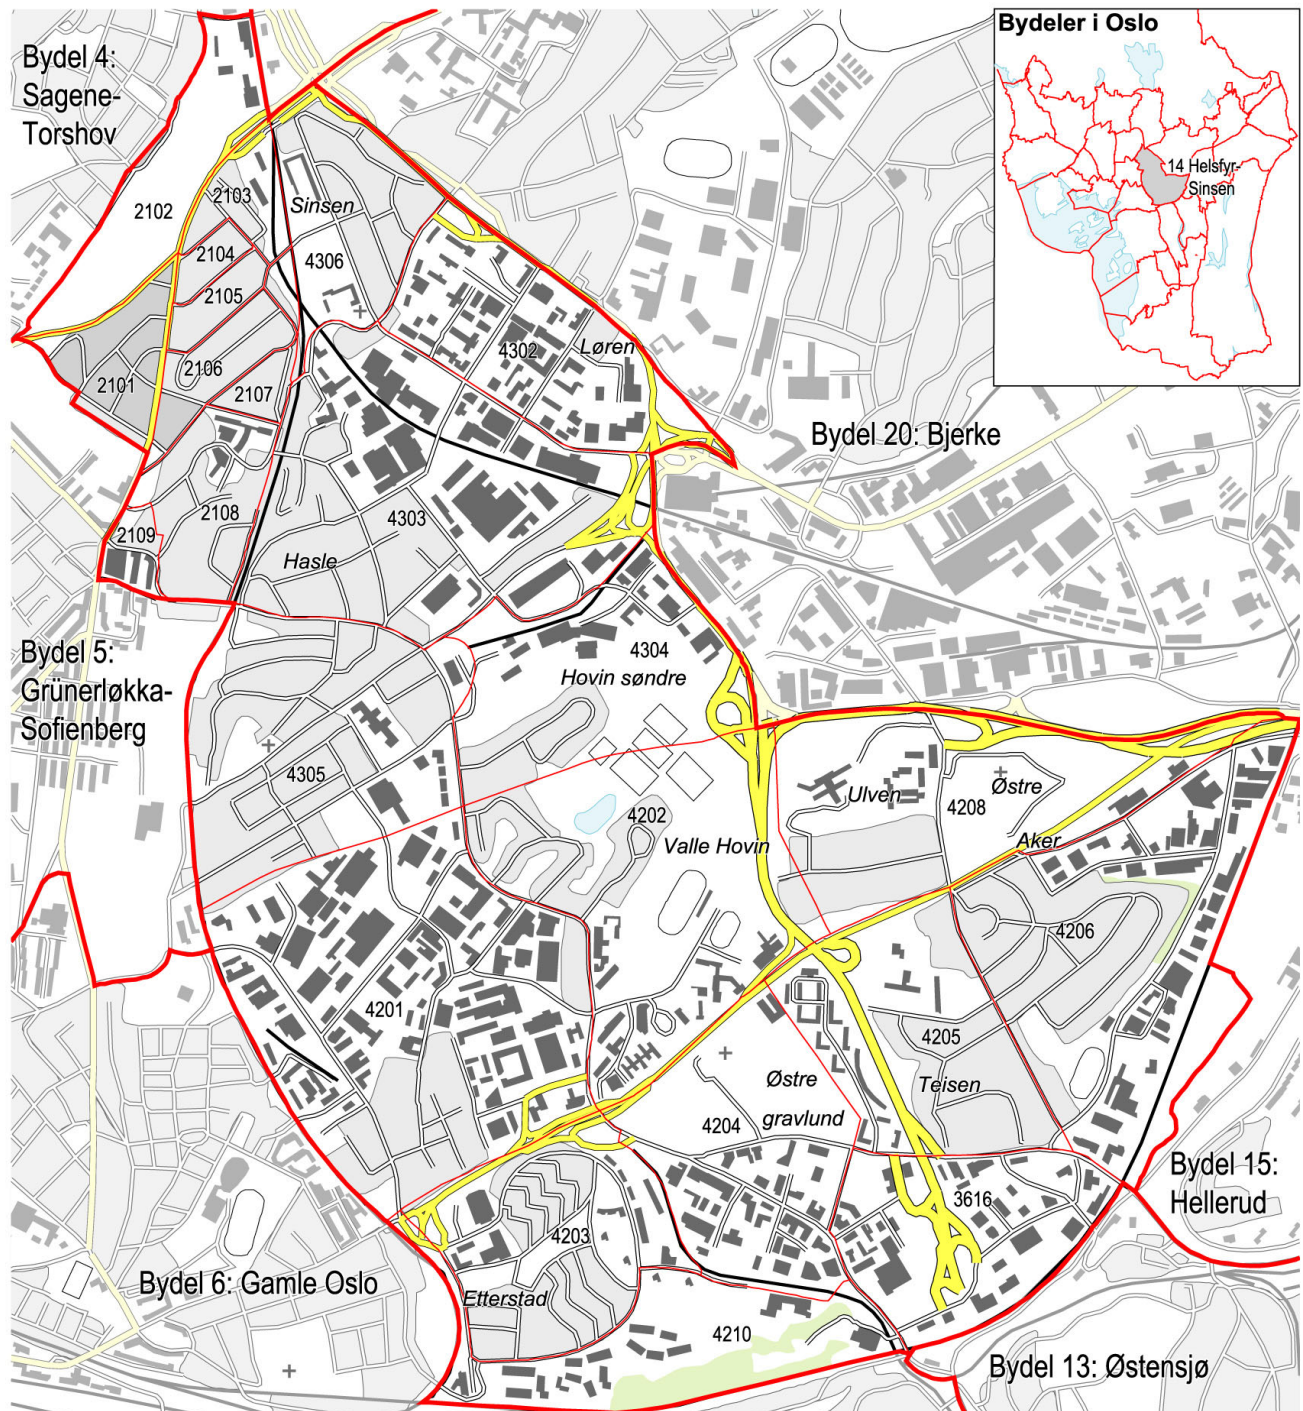 Bydel 4:
Sagene-
Torshov
Bydeler i Oslo
14 Helsfyr-
Sinsen
2103
Sinsen
2102
2104
4306
2105
4302
Løren
2106
2101
2107
Bydel 20: Bjerke
2108
4303
2109
Hasle
Bydel 5:
Grünerløkka-
Sofienberg
4304
Hovin søndre
4305
Ulven
4208
Østre
Aker
4202
Valle Hovin
4206
4201
4205
Teisen
Østre
gravlund
4204
Bydel 15:
Hellerud
3616
4203
Bydel 6: Gamle Oslo
Etterstad
4210
Bydel 13: Østensjø